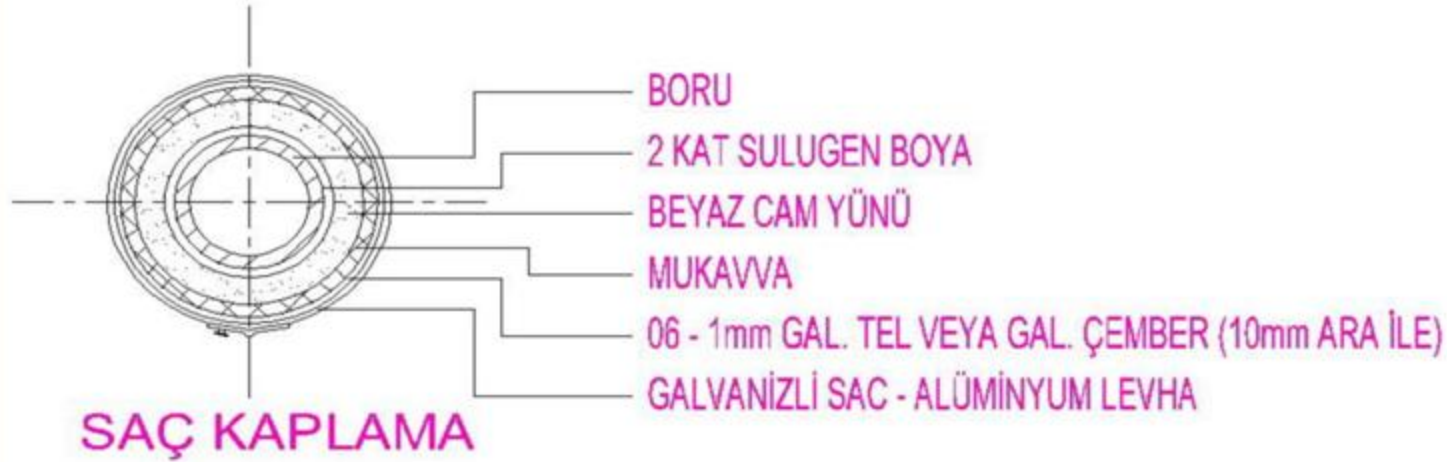 BORU
2 KAT SULUGEN BOYA
BEYAZ CAM YÜNÜ
MUKAVVA
06 - 1mm GAL. TEL VEYA GAL. ÇEMBER (10mm ARA İLE)
GALVANİZLİ SAC - ALÜMİNYUM LEVHA
SAÇ KAPLAMA